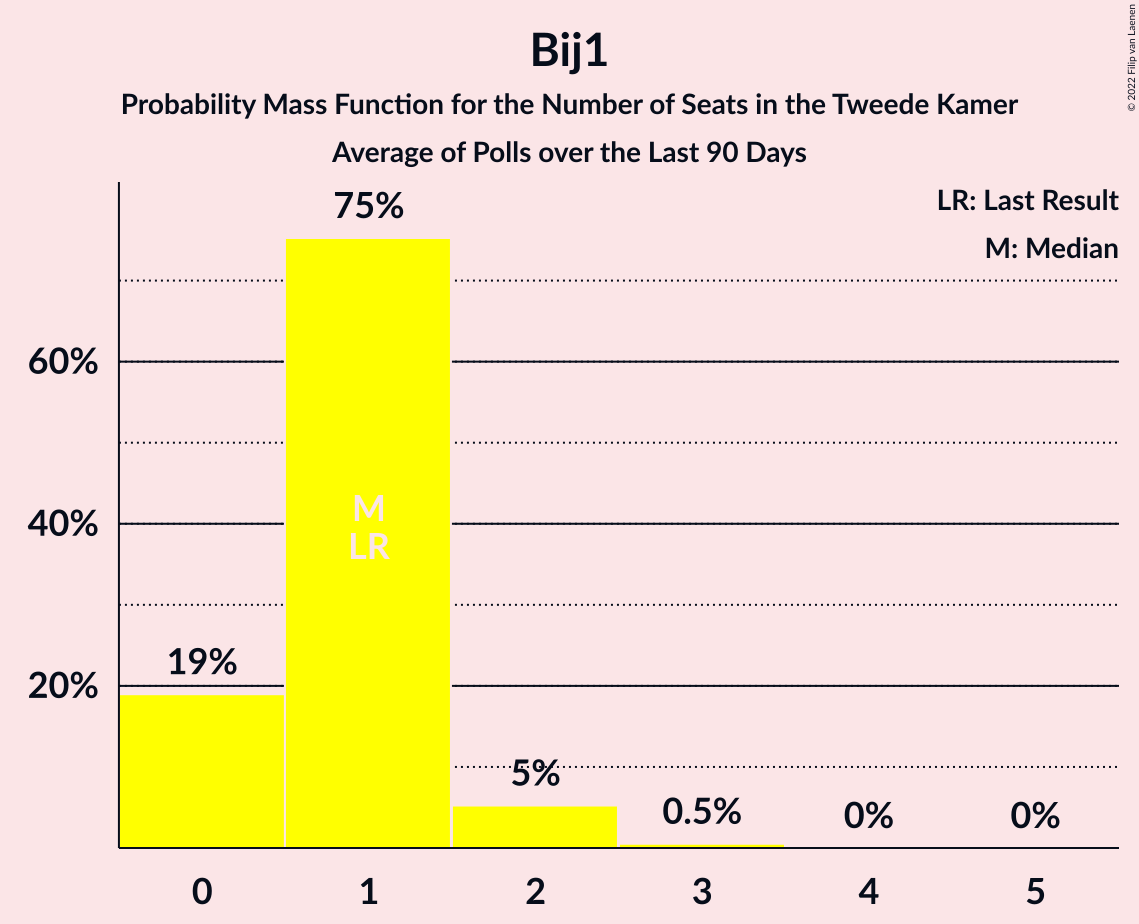 Bij1
Probability Mass Function for the Number of Seats in the Tweede Kamer
Average of Polls over the Last 90 Days
© 2022 Filip van Laenen
LR: Last Result
M: Median
75%
60%
M
40%
LR
19%
20%
5%
0.5%
0%
0%
0 1 2 3 4 5